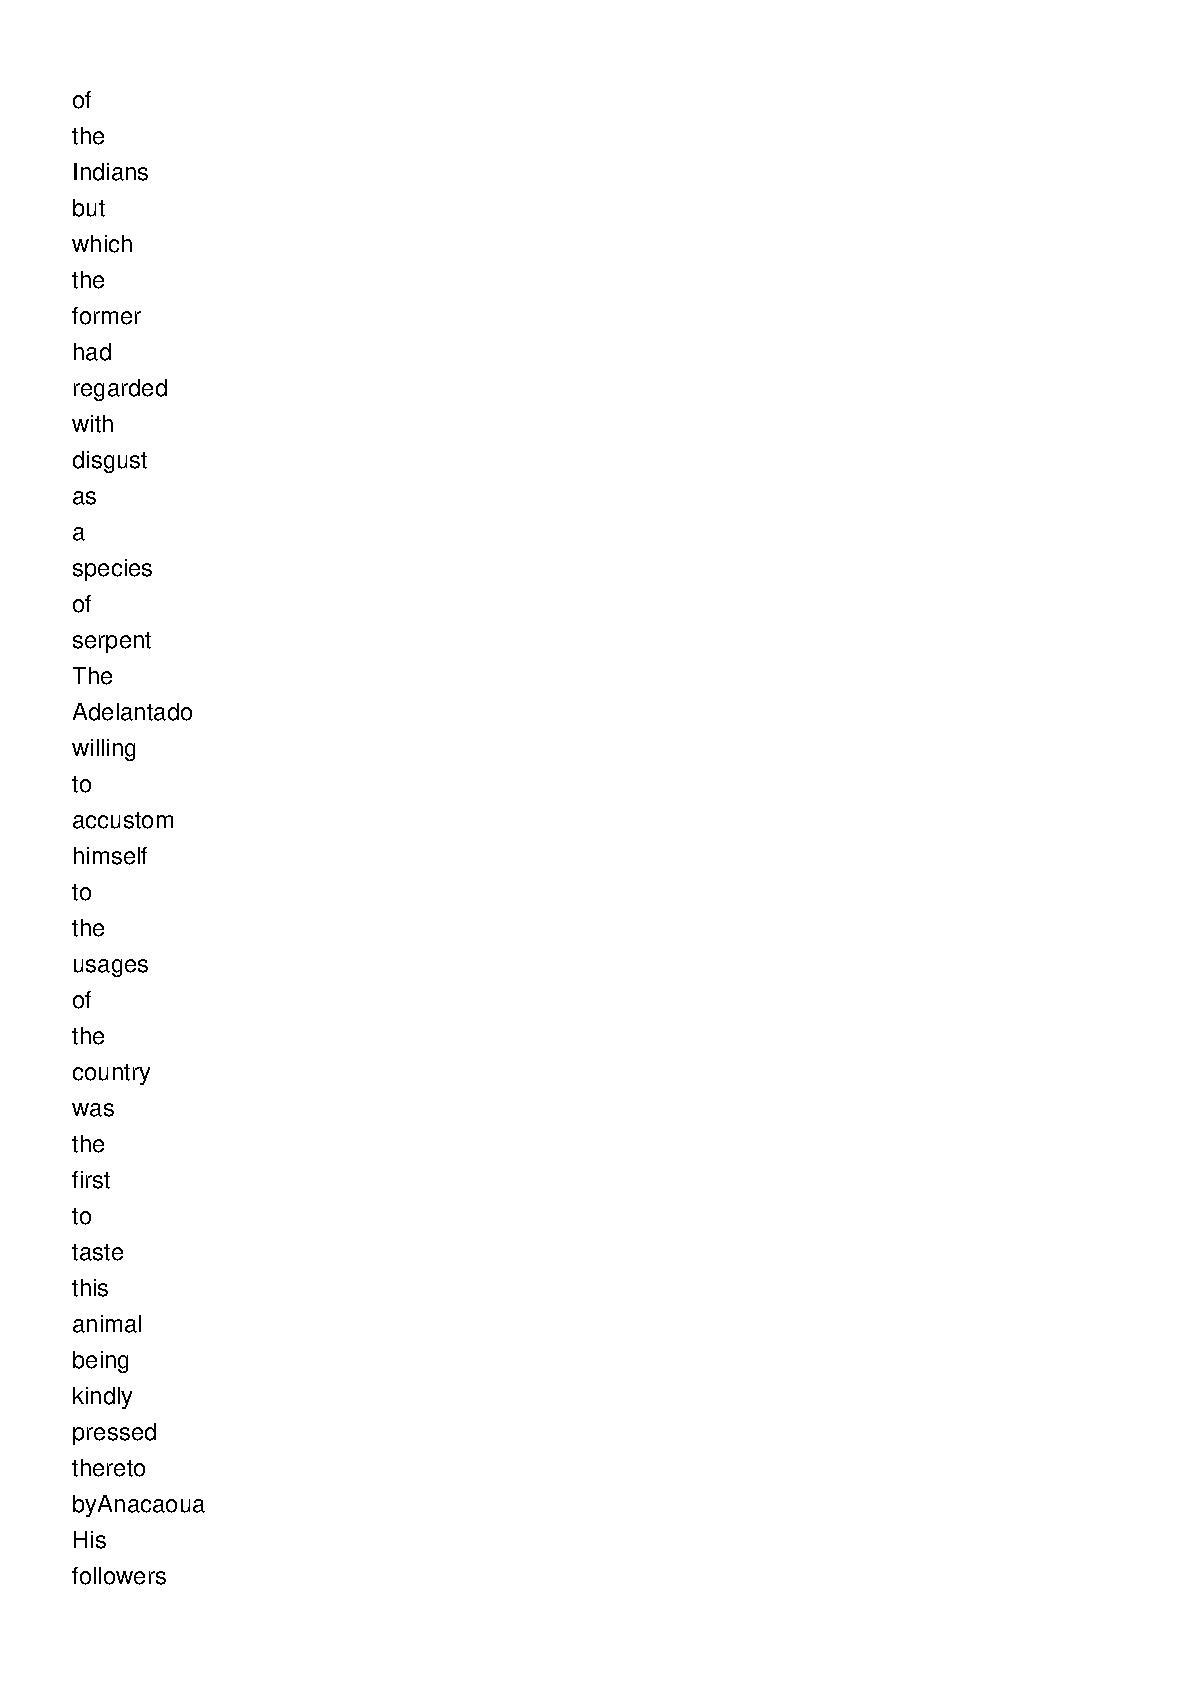 of
the
Indians
but
which
the
former
had
regarded
with
disgust
as
a
species
of
serpent
The
Adelantado
willing
to
accustom
himself
to
the
usages
of
the
country
was
the
first
to
taste
this
animal
being
kindly
pressed
thereto
byAnacaoua
His
followers